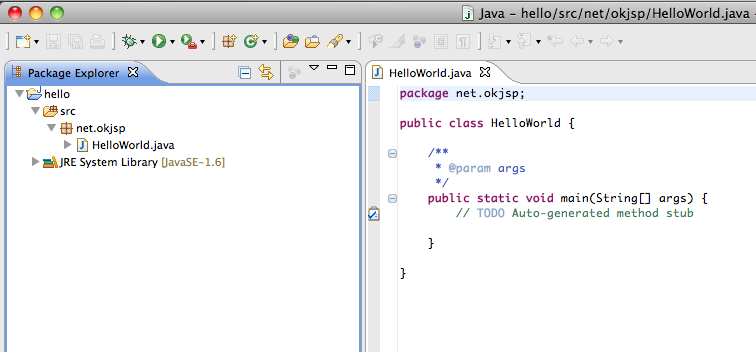 Java – hello/src/net/okjsp/HelloWorld.java –
Package Explorer
hello
src
net.okjsp
HelloWorld.java
JRE System Library [JavaSE-1.6]
HelloWorld.java
package net.okjsp;
public class HelloWorld {
/**
* @param args
*/
public static void main(String[] args) {
// TODO Auto-generated method stub
}
}